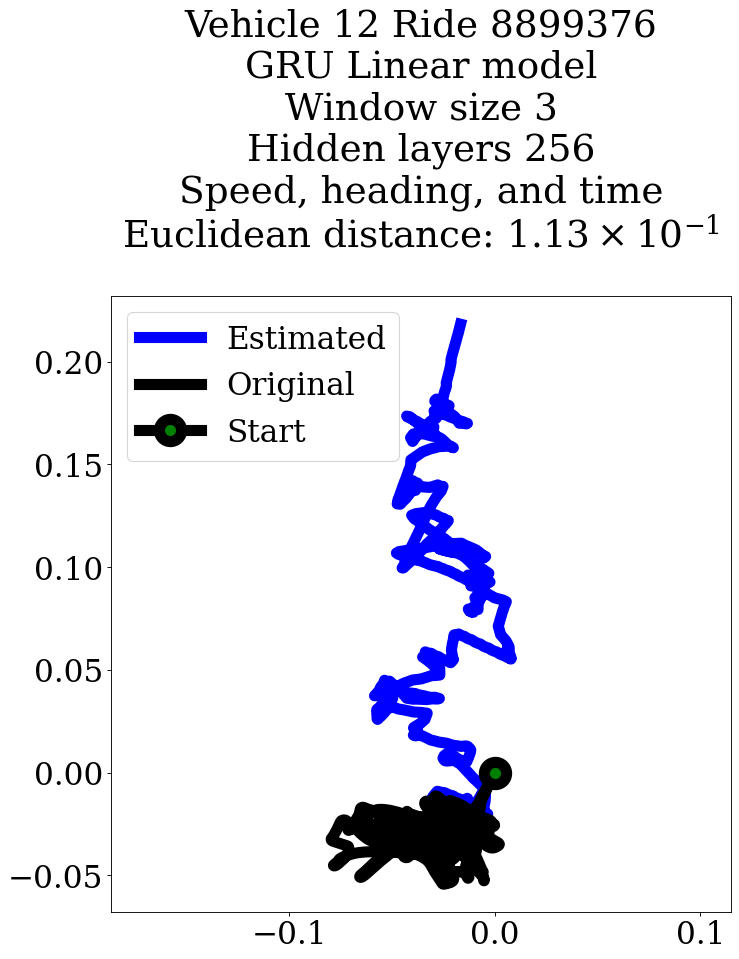 Vehicle 12 Ride 8899376
GRU Linear model
Window size 3
Hidden layers 256
Speed, heading, and time
Euclidean distance: 1.13 × 10⁻¹
Estimated
Original
Start
0.20
0.15
0.10
0.05
0.00
−0.05
−0.1
0.0
0.1